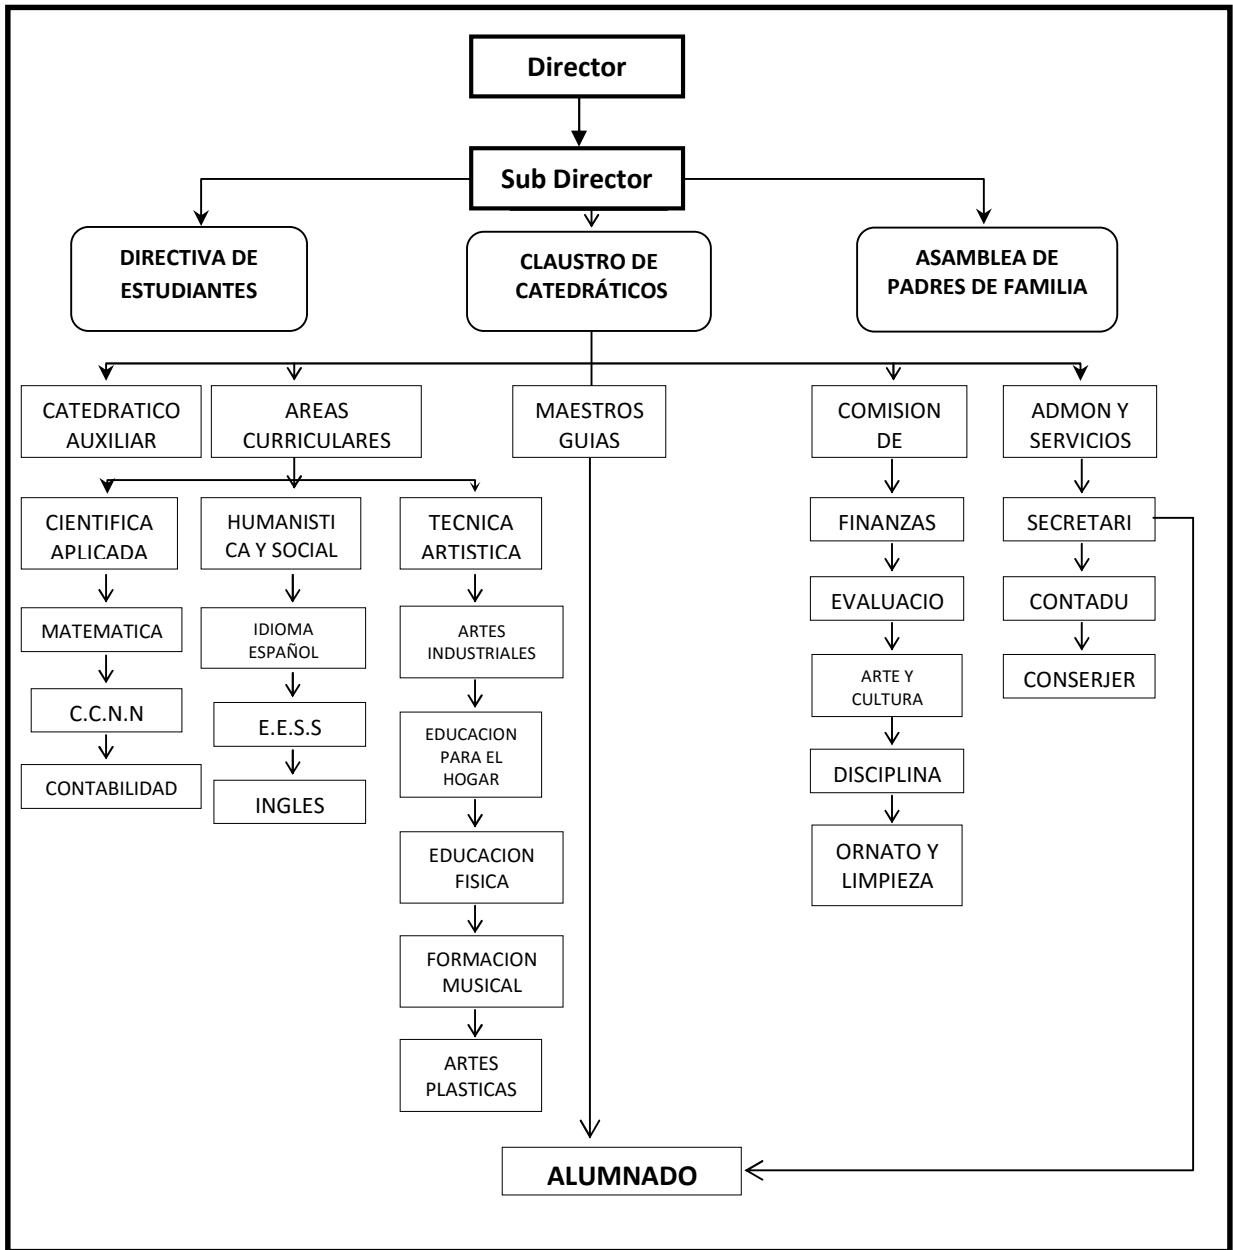 Director
Sub Director
DIRECTIVA DE
ESTUDIANTES
CLAUSTRO DE
CATEDRÁTICOS
ASAMBLEA DE
PADRES DE FAMILIA
CATEDRATICO
AUXILIAR
AREAS
CURRICULARES
MAESTROS
GUIAS
COMISION
DE
ADMON Y
SERVICIOS
CIENTIFICA
APLICADA
HUMANISTI
CA Y SOCIAL
TECNICA
ARTISTICA
FINANZAS
SECRETARI
MATEMATICA
IDIOMA
ESPAÑOL
ARTES
INDUSTRIALES
EVALUACIO
CONTADU
C.C.N.N
E.E.S.S
EDUCACION
PARA EL
HOGAR
ARTE Y
CULTURA
CONSERJER
CONTABILIDAD
INGLES
DISCIPLINA
EDUCACION
FISICA
ORNATO Y
LIMPIEZA
FORMACION
MUSICAL
ARTES
PLASTICAS
ALUMNADO